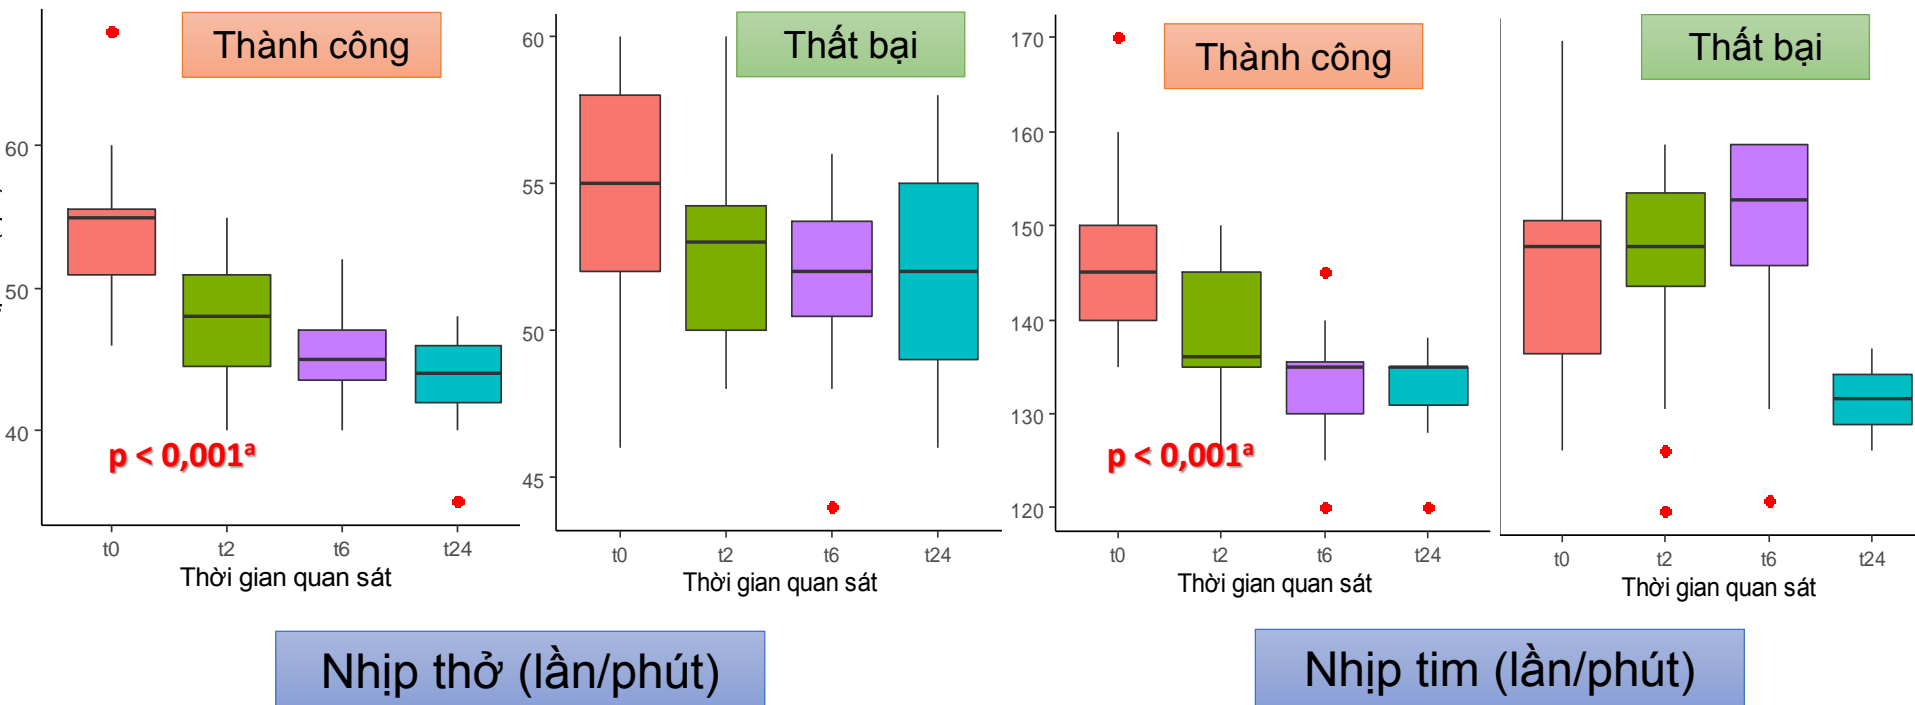 Thành công
60
50
40
p < 0,001ª
t0 t2 t6 t24
Thời gian quan sát
Thất bại
60
55
50
45
t0 t2 t6 t24
Thời gian quan sát
Nhịp thở (lần/phút)
Thành công
170
160
150
140
130
120
p < 0,001ª
t0 t2 t6 t24
Thời gian quan sát
Thất bại
t0 t2 t6 t24
Thời gian quan sát
Nhịp tim (lần/phút)